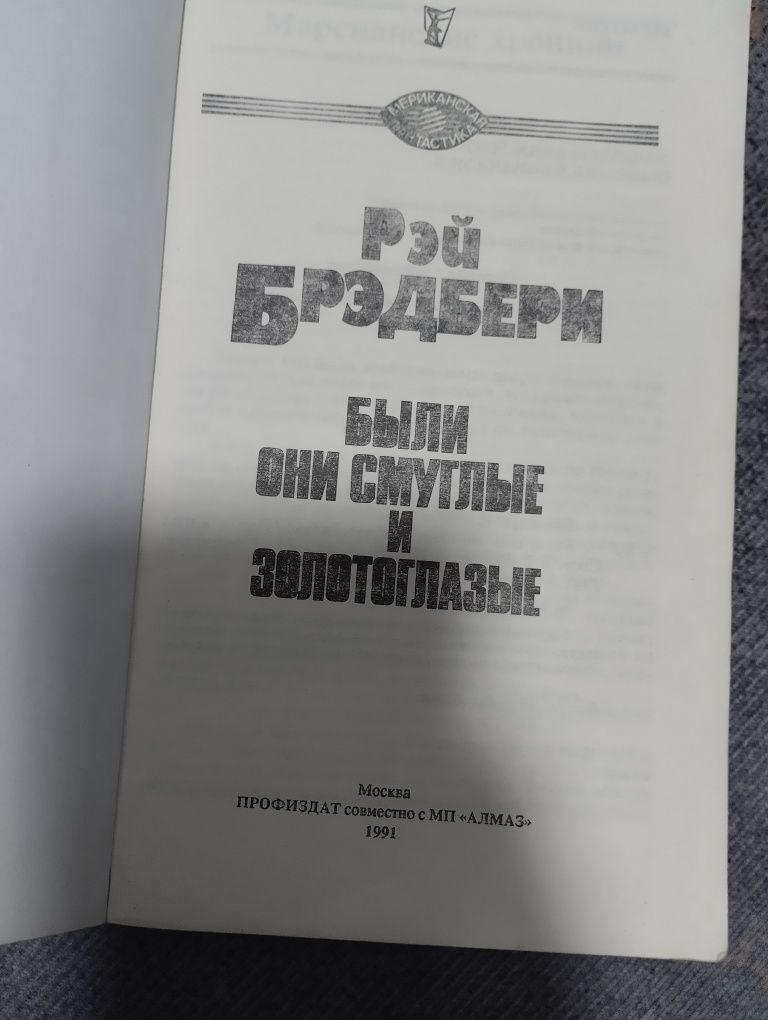 АМЕРИКАНСКАЯ
ФАНТАСТИКА
Рэй
БРЭДБЕРИ
БЫЛИ
ОНИ СМУГЛЫЕ
И
ЗОЛОТОГЛАЗЫЕ
Москва
ПРОФИЗДАТ совместно с МП «АЛМАЗ»
1991